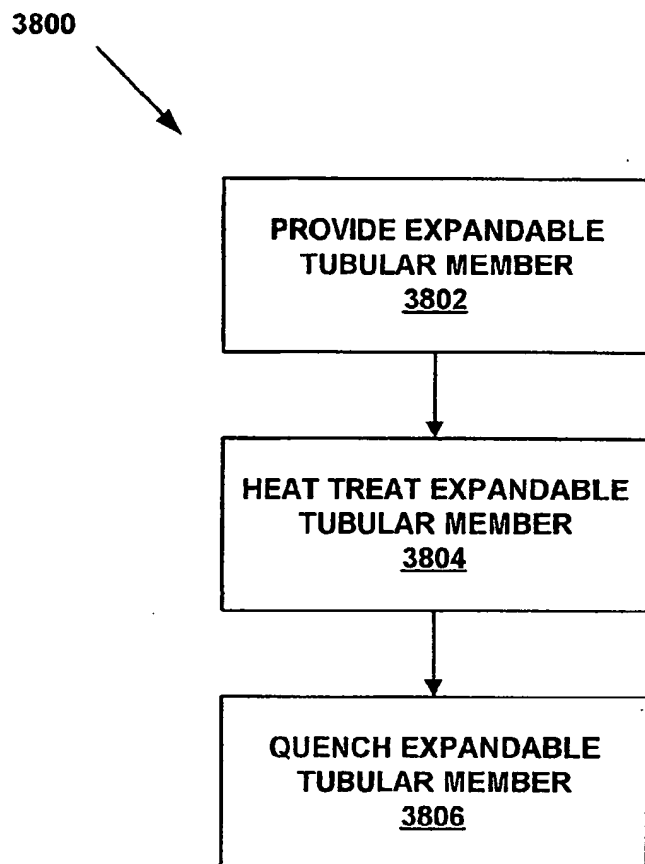 3800
PROVIDE EXPANDABLE
TUBULAR MEMBER
3802
HEAT TREAT EXPANDABLE
TUBULAR MEMBER
3804
QUENCH EXPANDABLE
TUBULAR MEMBER
3806